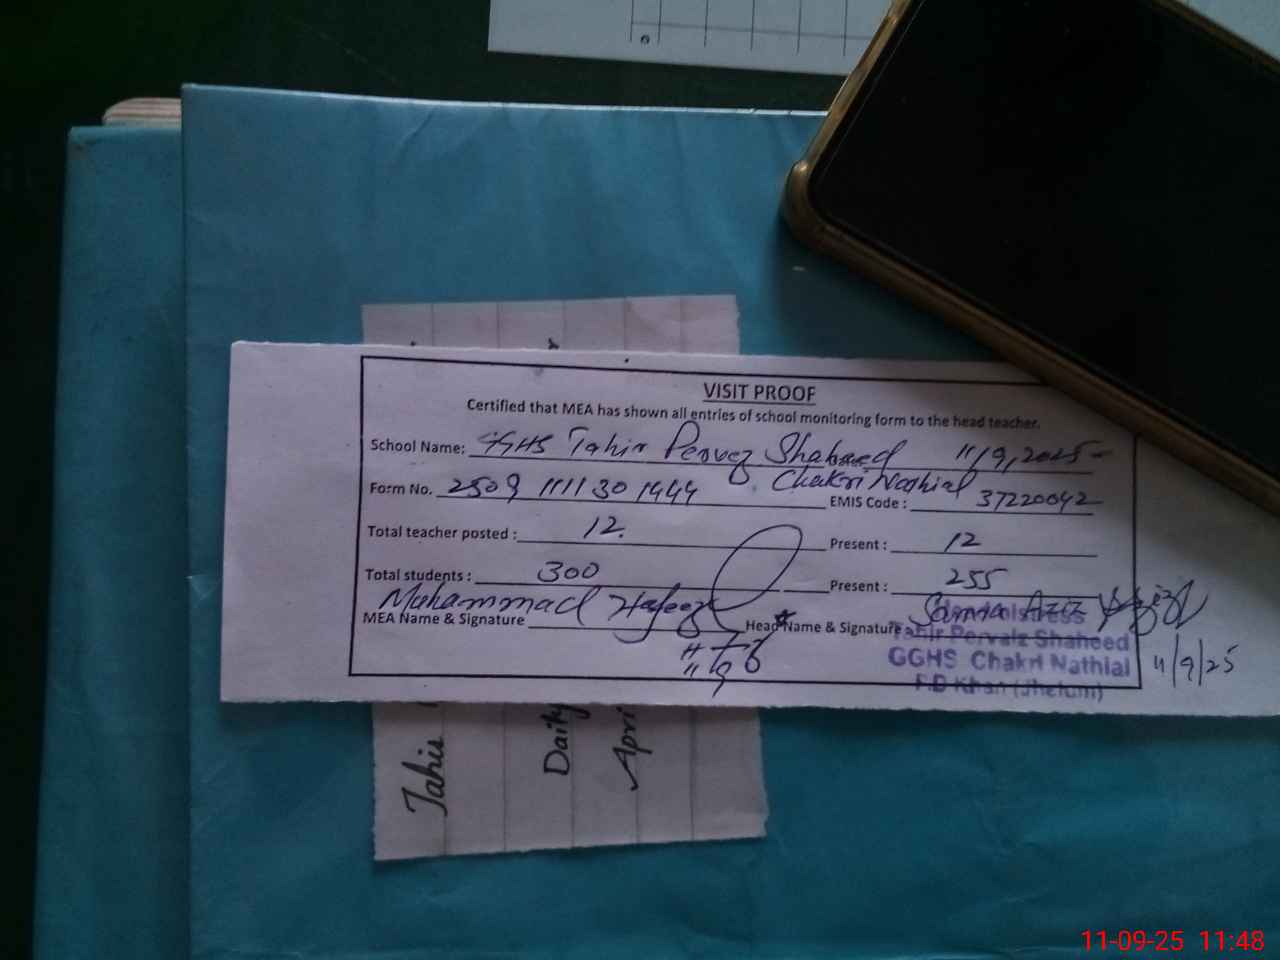 VISIT PROOF
Certified that MEA has shown all entries of school monitoring form to the head teacher.
School Name: GGHS Tahir Pervez Shaheed 11/9/2025
Chakri Nathial
Form No. 2509 1111 30 1444 EMIS Code : 37220042
Total teacher posted : 12. Present : 12
Total students : 300 Present : 255
Muhammad Hafeez
MEA Name & Signature Head Name & Signature Samra Aziz
Headmistress
Tahir Pervaiz Shaheed
GGHS Chakri Nathial 11/9/25
P.D Khan (Jhelum)
Tahir
Daily
Apri
11-09-25 11:48